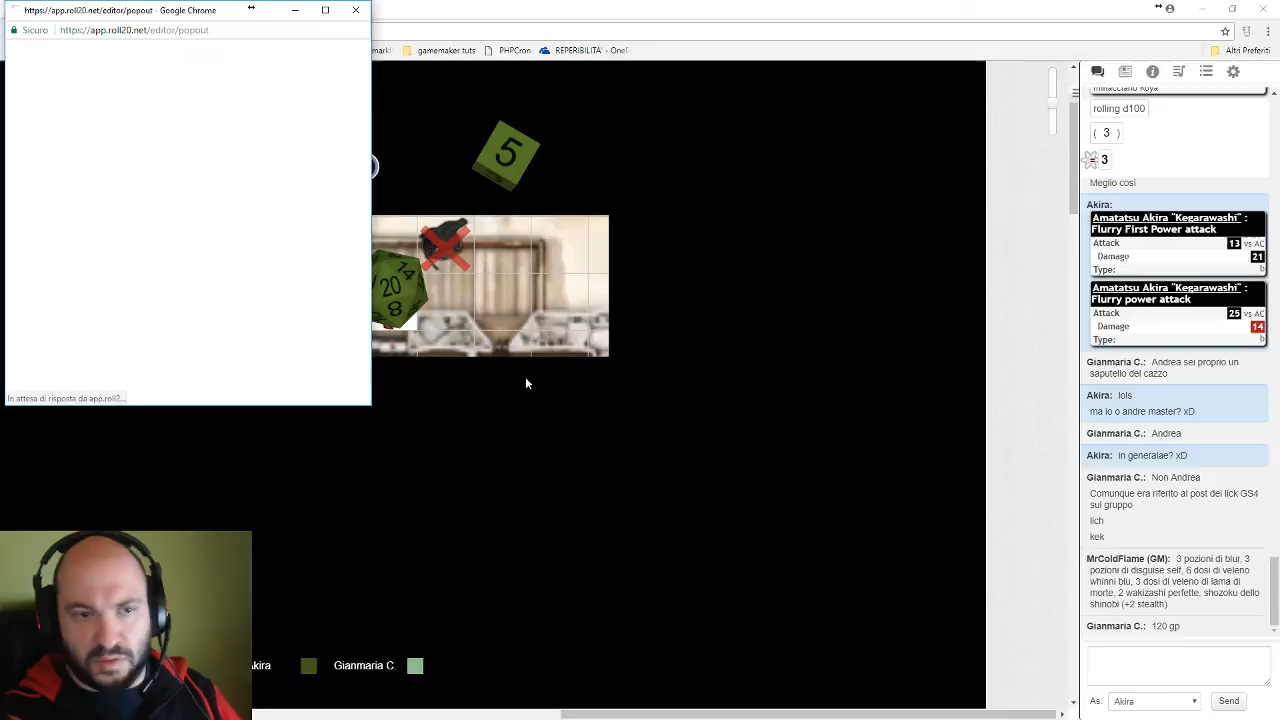 https://app.roll20.net/editor/popout - Google Chrome
Sicuro https://app.roll20.net/editor/popout
gamemaker tuts
PHPCron
REPERIBILITA' - OneD
Altri Preferiti
5
20
14
8
In attesa di risposta da app.roll2...
Akira
Gianmaria C.
minacciano Koya
rolling d100
( 3 )
= 3
Meglio così
Akira:
Amatatsu Akira "Kegarawashi" :
Flurry First Power attack
Attack 13 vs AC
Damage 21
Type: b
Amatatsu Akira "Kegarawashi" :
Flurry power attack
Attack 25 vs AC
Damage 14
Type: b
Gianmaria C.: Andrea sei proprio un
saputello del cazzo
Akira: lols
ma io o andre master? xD
Gianmaria C.: Andrea
Akira: in generalae? xD
Gianmaria C.: Non Andrea
Comunque era riferito al post dei lick GS4
sul gruppo
lich
kek
MrColdFlame (GM): 3 pozioni di blur, 3
pozioni di disguise self, 6 dosi di veleno
whinni blu, 3 dosi di veleno di lama di
morte, 2 wakizashi perfette. shozoku dello
shinobi (+2 stealth)
Gianmaria C.: 120 gp
As: Akira
Send